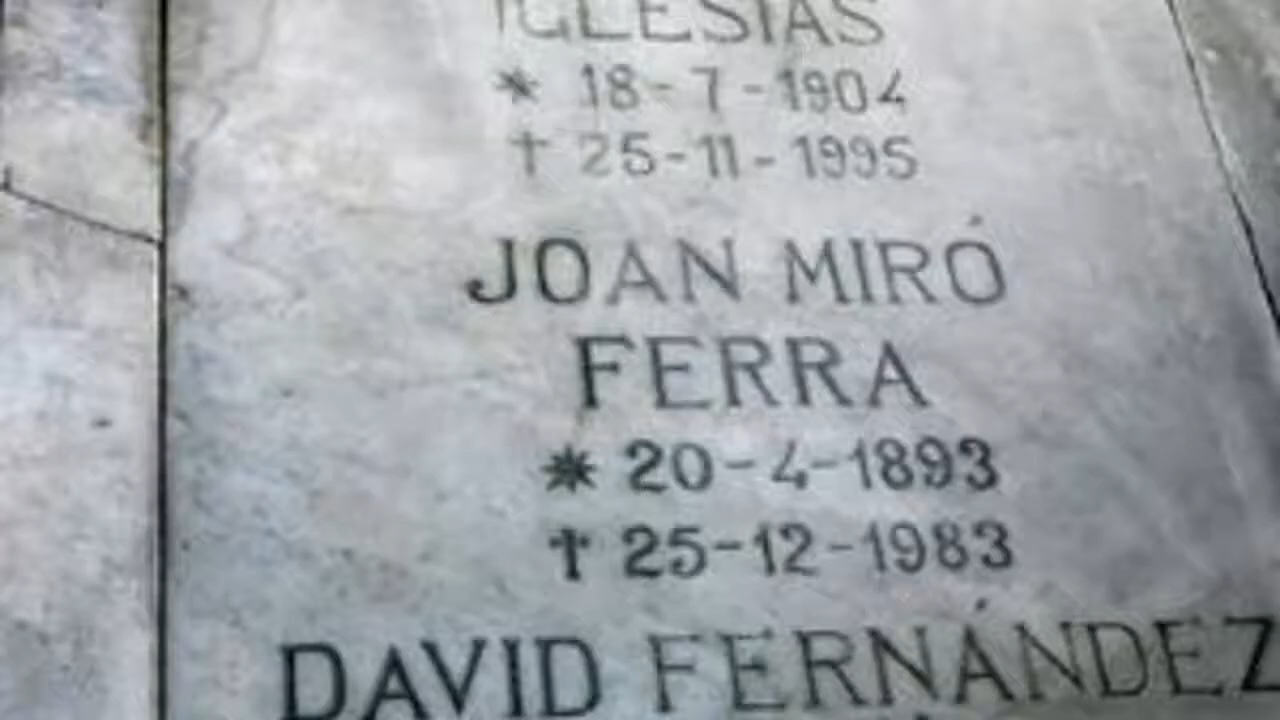 IGLESIAS
* 18-7-1904
† 25-11-1995
JOAN MIRÓ
FERRA
* 20-4-1893
† 25-12-1983
DAVID FERNÁNDEZ